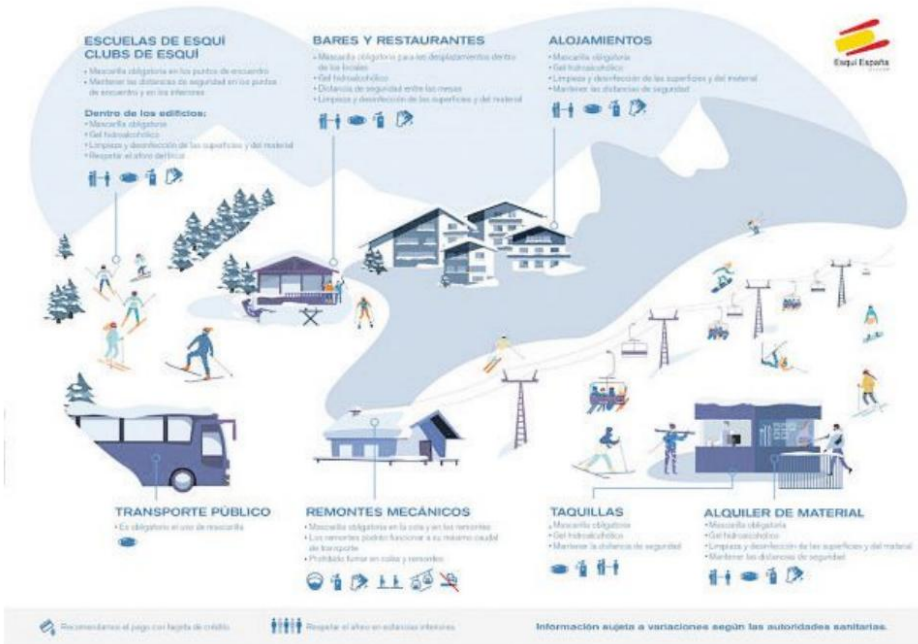 ESCUELAS DE ESQUÍ
CLUBS DE ESQUÍ
• Mascarilla obligatoria en los puntos de encuentro
• Mantener las distancias de seguridad en los puntos
de encuentro y en los interiores
Dentro de los edificios:
• Mascarilla obligatoria
• Gel hidroalcohólico
• Limpieza y desinfección de las superficies y del material
• Respetar el aforo del local
BARES Y RESTAURANTES
• Mascarilla obligatoria para los desplazamientos dentro
de los locales
• Gel hidroalcohólico
• Distancia de seguridad entre las mesas
• Limpieza y desinfección de las superficies y del material
ALOJAMIENTOS
• Mascarilla obligatoria
• Gel hidroalcohólico
• Limpieza y desinfección de las superficies y del material
• Mantener las distancias de seguridad
Esquí España
TRANSPORTE PÚBLICO
• Es obligatorio el uso de mascarilla
REMONTES MECÁNICOS
• Mascarilla obligatoria en la cola y en los remontes
• Los remontes podrán funcionar a su máximo caudal
de transporte
• Prohibido fumar en colas y remontes
TAQUILLAS
• Mascarilla obligatoria
• Gel hidroalcohólico
• Mantener la distancia de seguridad
ALQUILER DE MATERIAL
• Mascarilla obligatoria
• Gel hidroalcohólico
• Limpieza y desinfección de las superficies y del material
• Mantener las distancias de seguridad
Recomendamos el pago con tarjeta de crédito
Respetar el aforo en estancias interiores
Información sujeta a variaciones según las autoridades sanitarias.